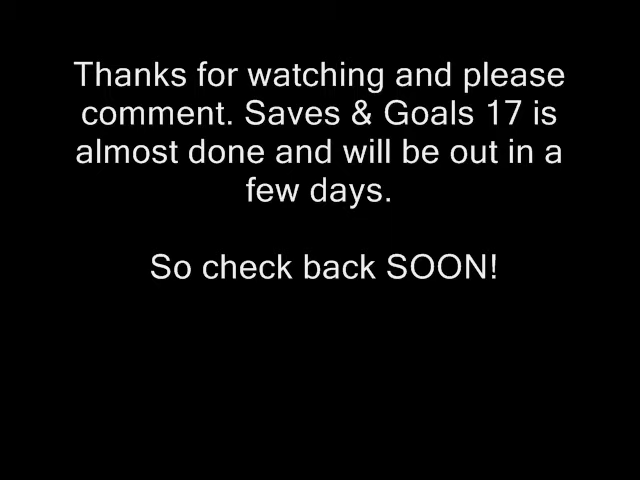 Thanks for watching and please
comment. Saves & Goals 17 is
almost done and will be out in a
few days.
So check back SOON!